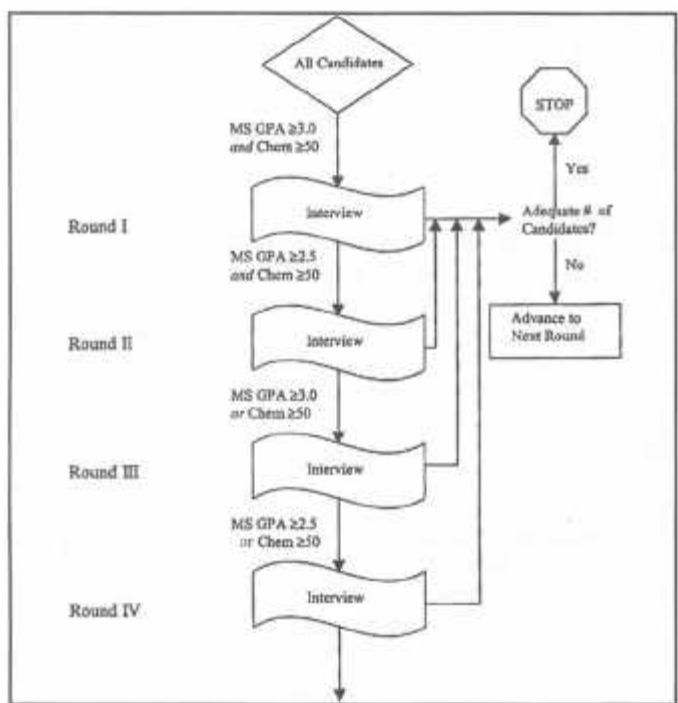 All Candidates
STOP
MS GPA ≥3.0
and Chem ≥50
Yes
Interview
Adequate # of
Candidates?
Round I
MS GPA ≥2.5
and Chem ≥50
No
Advance to
Next Round
Interview
Round II
MS GPA ≥3.0
or Chem ≥50
Interview
Round III
MS GPA ≥2.5
or Chem ≥50
Interview
Round IV